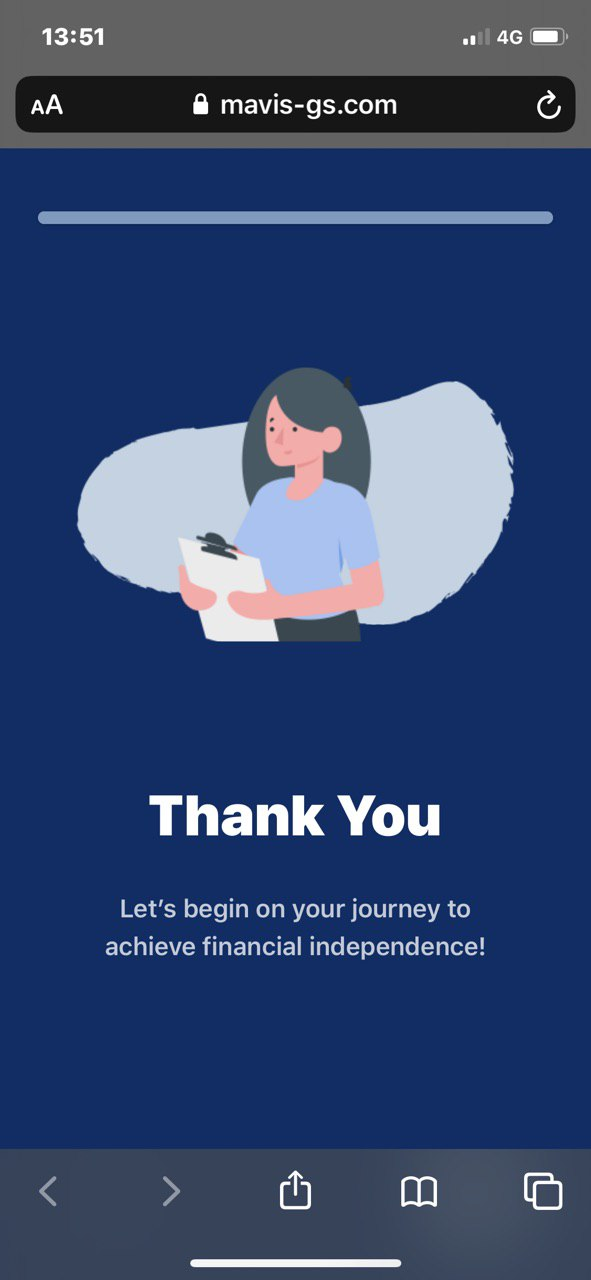 13:51
4G
AA
mavis-gs.com
Thank You
Let’s begin on your journey to
achieve financial independence!